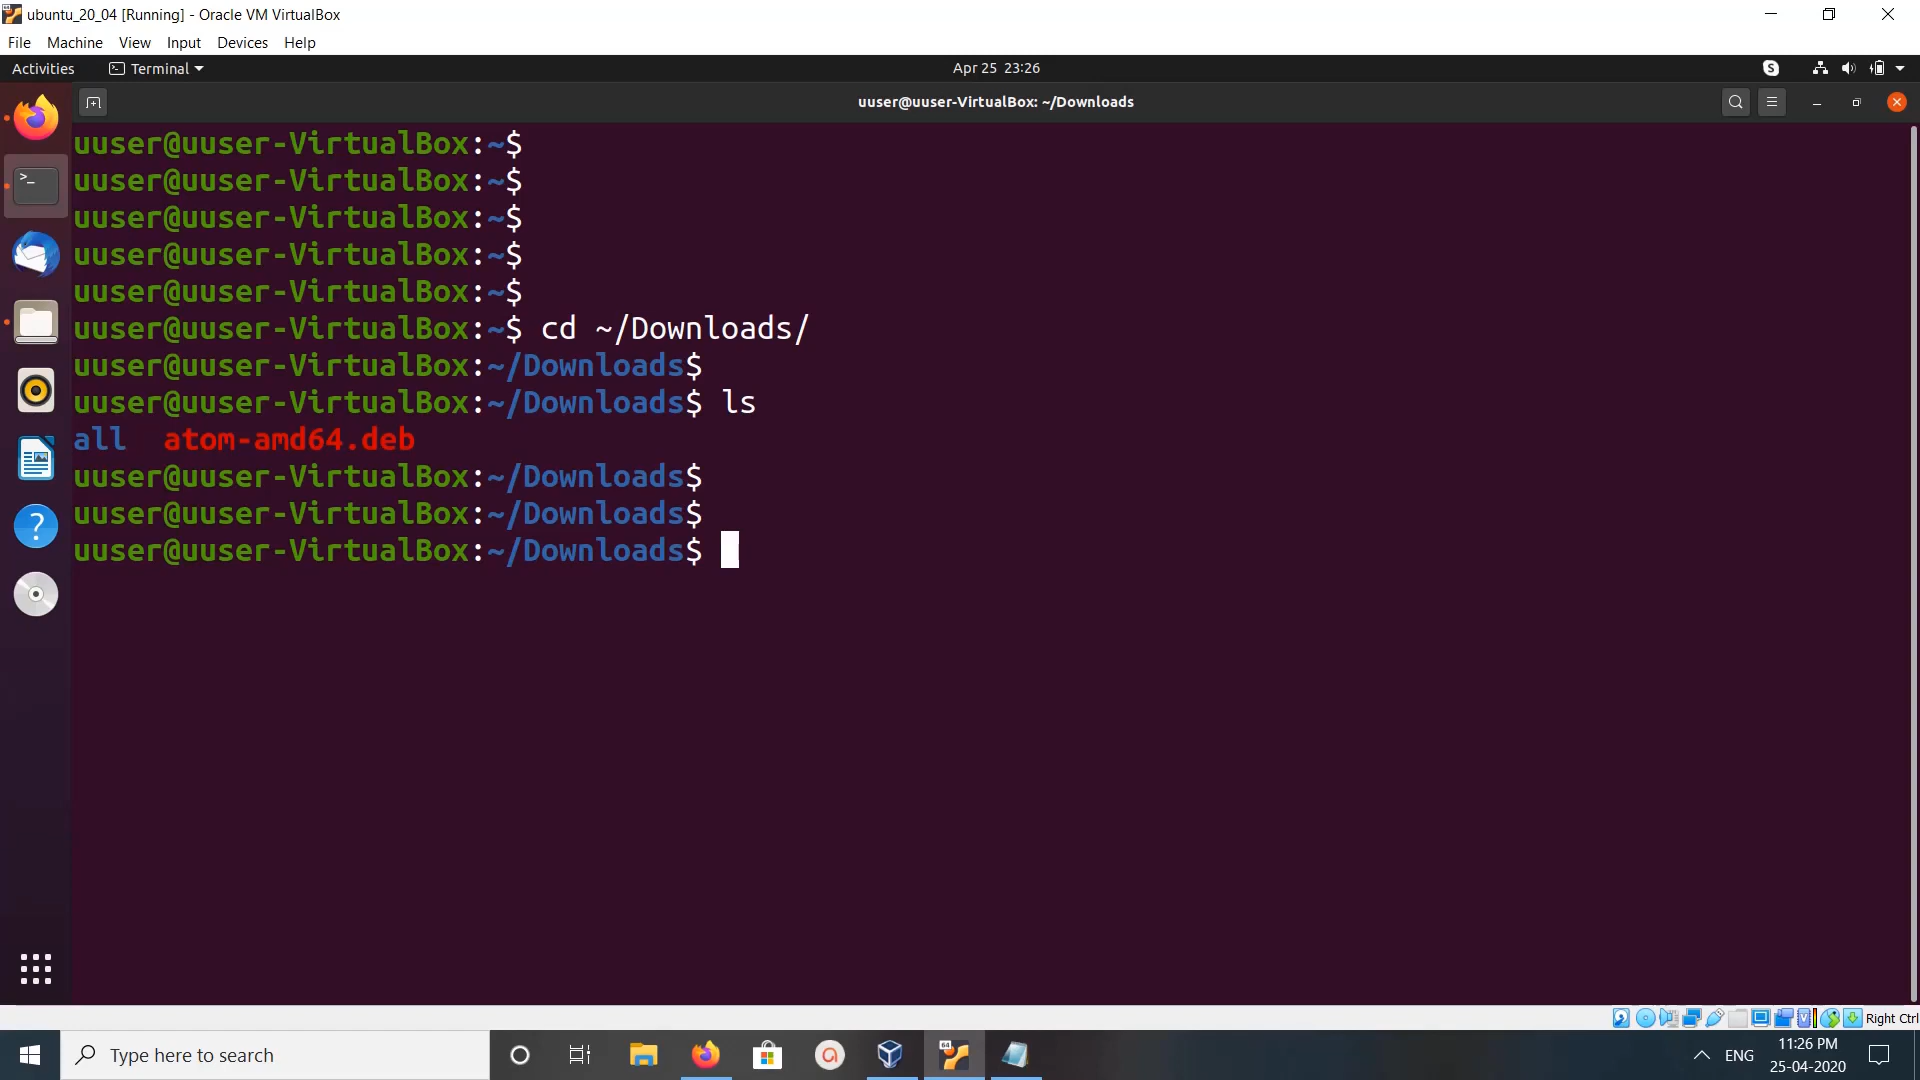 ubuntu_20_04 [Running] - Oracle VM VirtualBox
File Machine View Input Devices Help
Activities Terminal Apr 25 23:26
uuser@uuser-VirtualBox: ~/Downloads
uuser@uuser-VirtualBox:~$
uuser@uuser-VirtualBox:~$
uuser@uuser-VirtualBox:~$
uuser@uuser-VirtualBox:~$
uuser@uuser-VirtualBox:~$
uuser@uuser-VirtualBox:~$ cd ~/Downloads/
uuser@uuser-VirtualBox:~/Downloads$
uuser@uuser-VirtualBox:~/Downloads$ ls
all atom-amd64.deb
uuser@uuser-VirtualBox:~/Downloads$
uuser@uuser-VirtualBox:~/Downloads$
uuser@uuser-VirtualBox:~/Downloads$
Right Ctrl
Type here to search
64
ENG
11:26 PM
25-04-2020